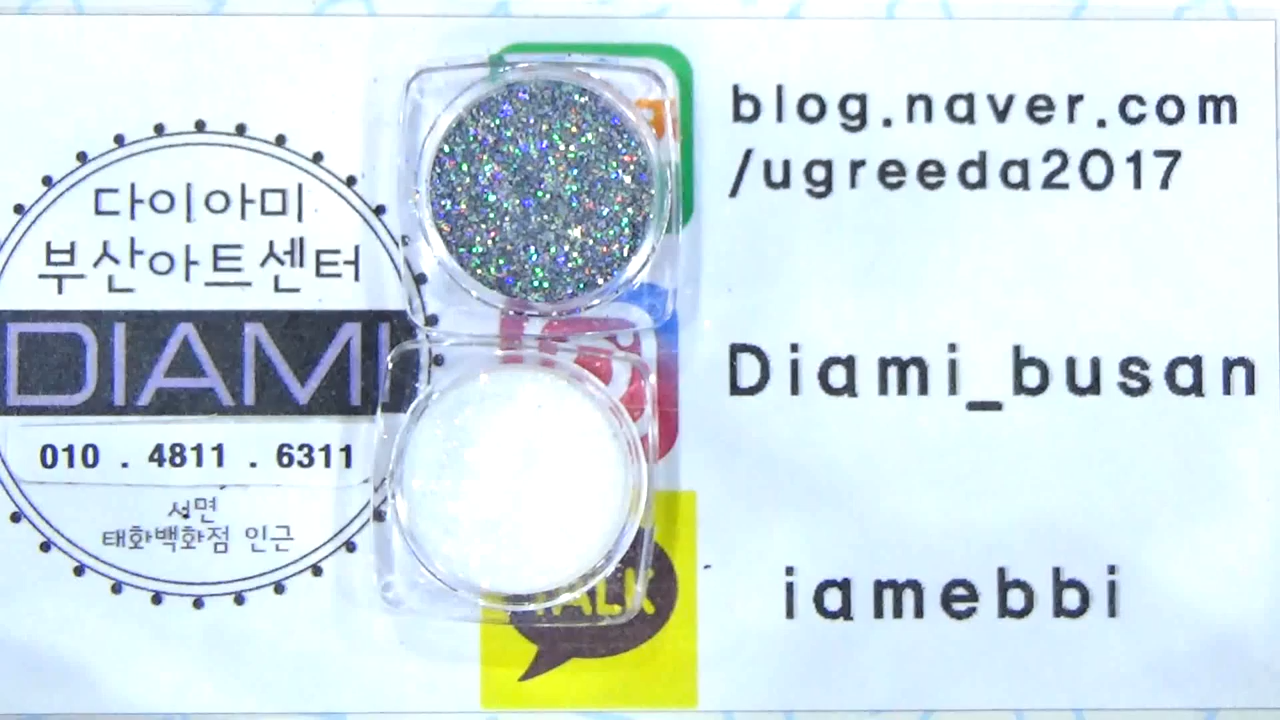 다이아미
부산아트센터
DIAMI
010 . 4811 . 6311
서면
태화백화점 인근
blog.naver.com
/ugreeda2017
Diami_busan
TALK
iamebbi